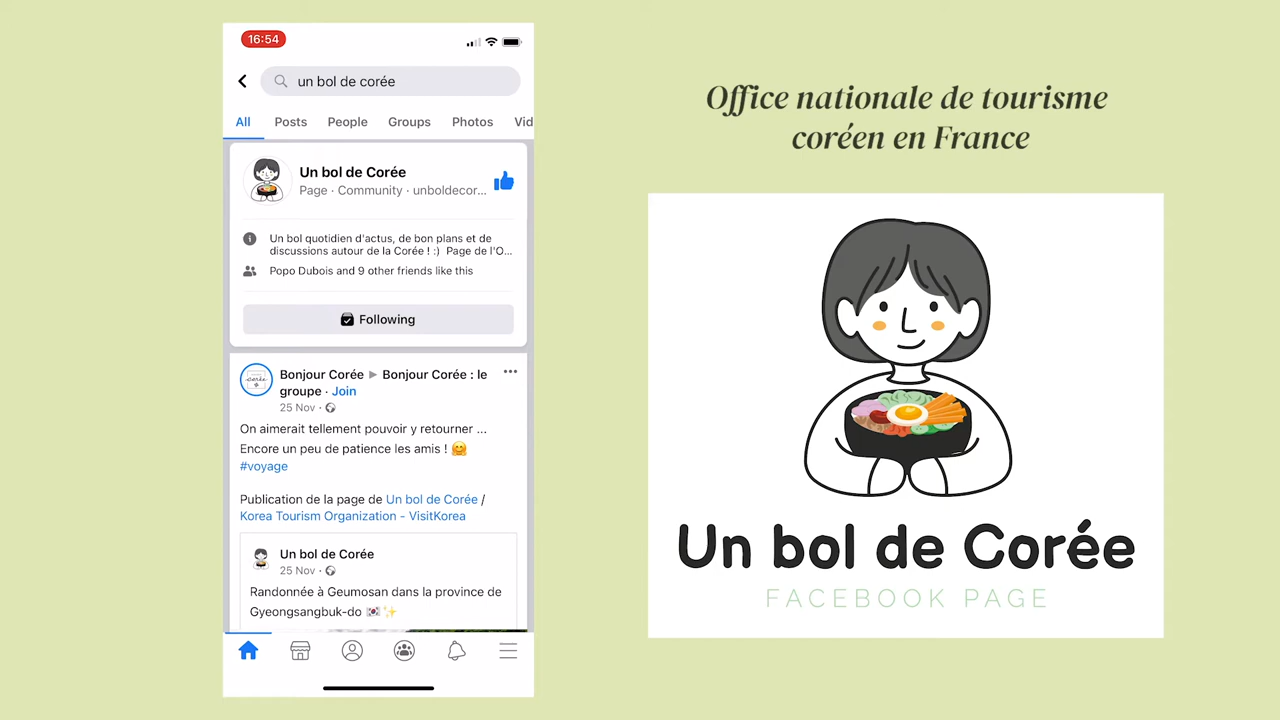 16:54
un bol de corée
All Posts People Groups Photos Vid
Un bol de Corée
Page · Community · unboldecor...
Un bol quotidien d'actus, de bon plans et de
discussions autour de la Corée ! :) Page de l'O...
Popo Dubois and 9 other friends like this
Following
Bonjour Corée ▶ Bonjour Corée : le
groupe · Join
25 Nov ·
On aimerait tellement pouvoir y retourner ...
Encore un peu de patience les amis ! 🤗
#voyage
Publication de la page de Un bol de Corée /
Korea Tourism Organization - VisitKorea
Un bol de Corée
25 Nov ·
Randonnée à Geumosan dans la province de
Gyeongsangbuk-do 🇰🇷✨
Office nationale de tourisme
coréen en France
Un bol de Corée
FACEBOOK PAGE